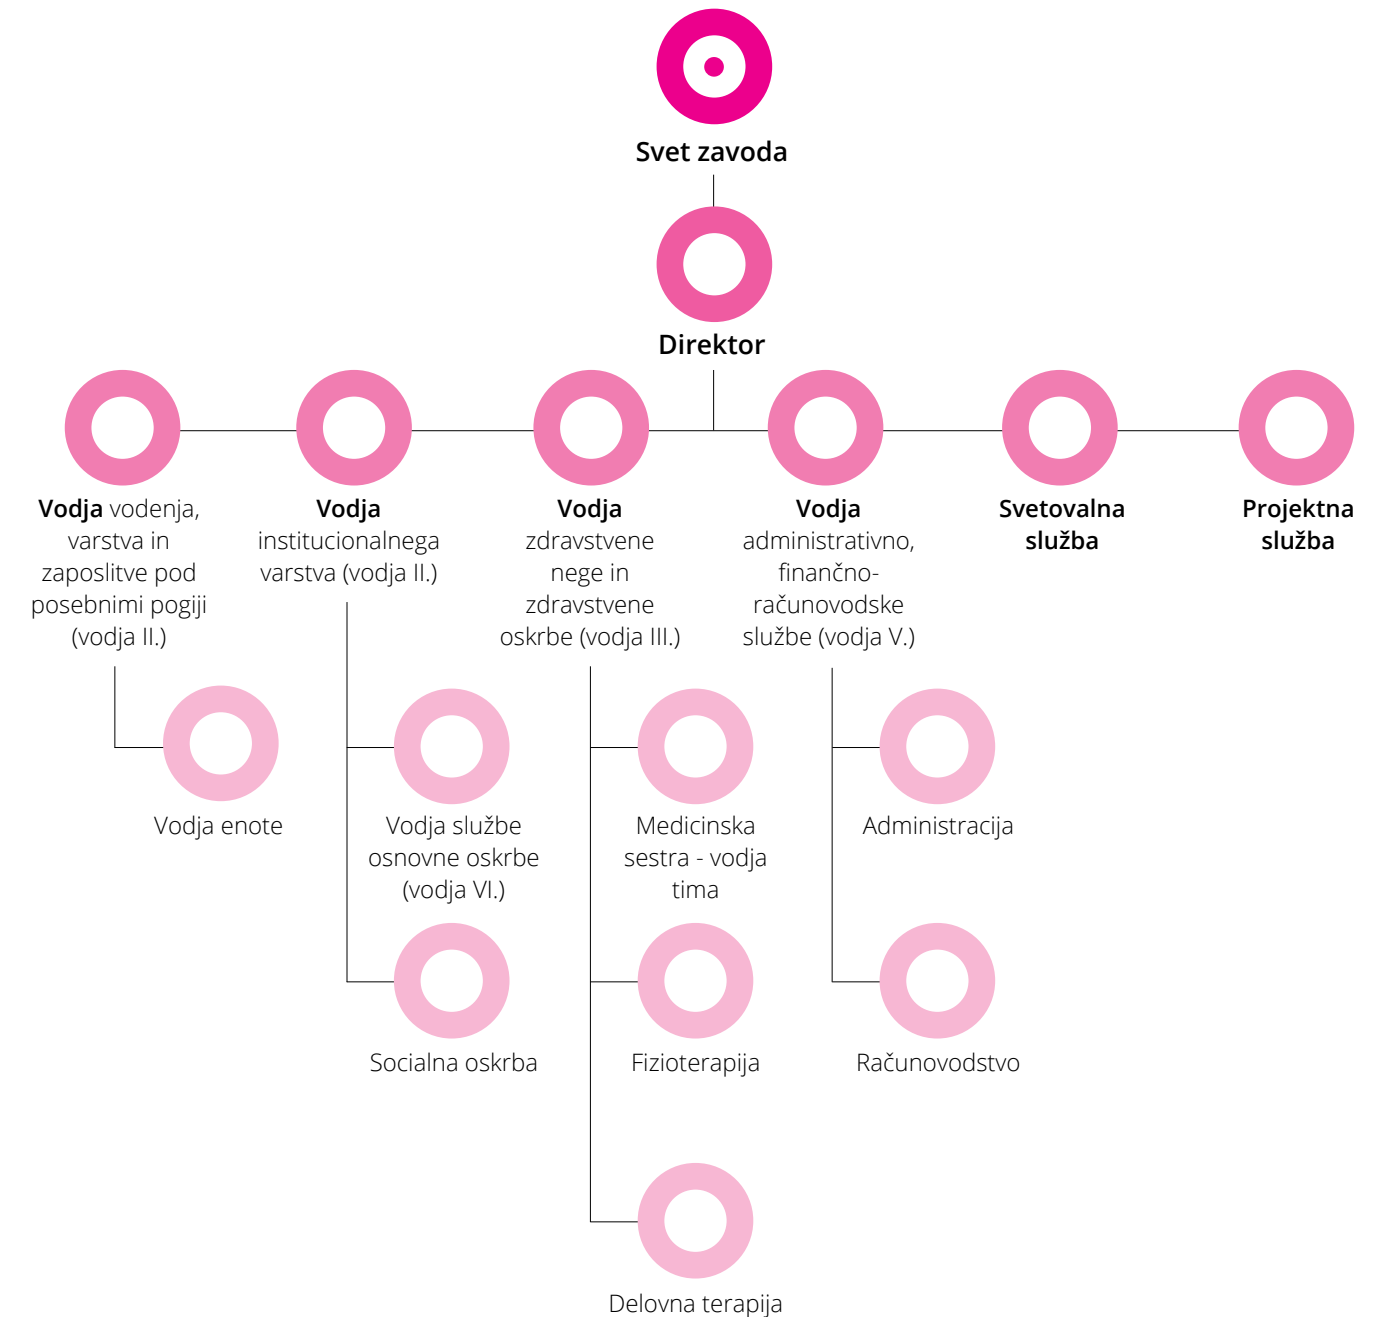 Svet zavoda
Direktor
Vodja vodenja,
varstva in
zaposlitve pod
posebnimi pogiji
(vodja II.)
Vodja
institucionalnega
varstva (vodja II.)
Vodja
zdravstvene
nege in
zdravstvene
oskrbe (vodja III.)
Vodja
administrativno,
finančno-
računovodske
službe (vodja V.)
Svetovalna
služba
Projektna
služba
Vodja enote
Vodja službe
osnovne oskrbe
(vodja VI.)
Medicinska
sestra - vodja
tima
Administracija
Socialna oskrba
Fizioterapija
Računovodstvo
Delovna terapija